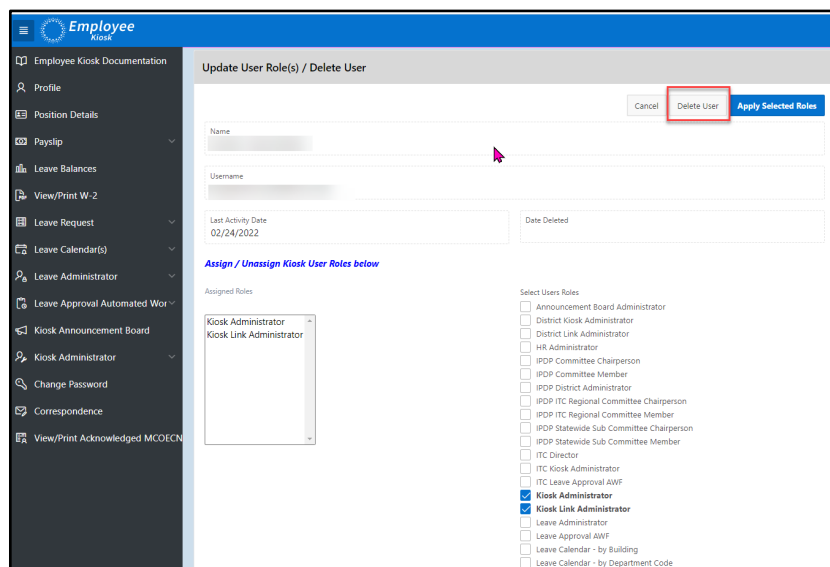 Employee
Kiosk
Employee Kiosk Documentation
Profile
Position Details
Payslip
Leave Balances
View/Print W-2
Leave Request
Leave Calendar(s)
Leave Administrator
Leave Approval Automated Wor
Kiosk Announcement Board
Kiosk Administrator
Change Password
Correspondence
View/Print Acknowledged MCOECN
Update User Role(s) / Delete User
Cancel Delete User Apply Selected Roles
Name
Username
Last Activity Date
02/24/2022
Date Deleted
Assign / Unassign Kiosk User Roles below
Assigned Roles
Kiosk Administrator
Kiosk Link Administrator
Select Users Roles
Announcement Board Administrator
District Kiosk Administrator
District Link Administrator
HR Administrator
IPDP Committee Chairperson
IPDP Committee Member
IPDP District Administrator
IPDP ITC Regional Committee Chairperson
IPDP ITC Regional Committee Member
IPDP Statewide Sub Committee Chairperson
IPDP Statewide Sub Committee Member
ITC Director
ITC Kiosk Administrator
ITC Leave Approval AWF
Kiosk Administrator
Kiosk Link Administrator
Leave Administrator
Leave Approval AWF
Leave Calendar - by Building
Leave Calendar - by Department Code